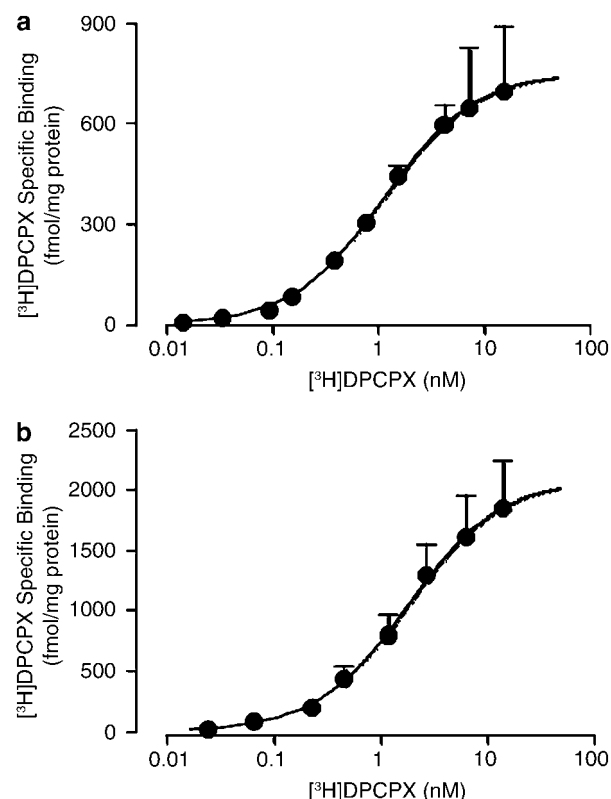 a
900
600
300
0
[³H]DPCPX Specific Binding
(fmol/mg protein)
0.01 0.1 1 10 100
[³H]DPCPX (nM)
b
2500
2000
1500
1000
500
0
[³H]DPCPX Specific Binding
(fmol/mg protein)
0.01 0.1 1 10 100
[³H]DPCPX (nM)